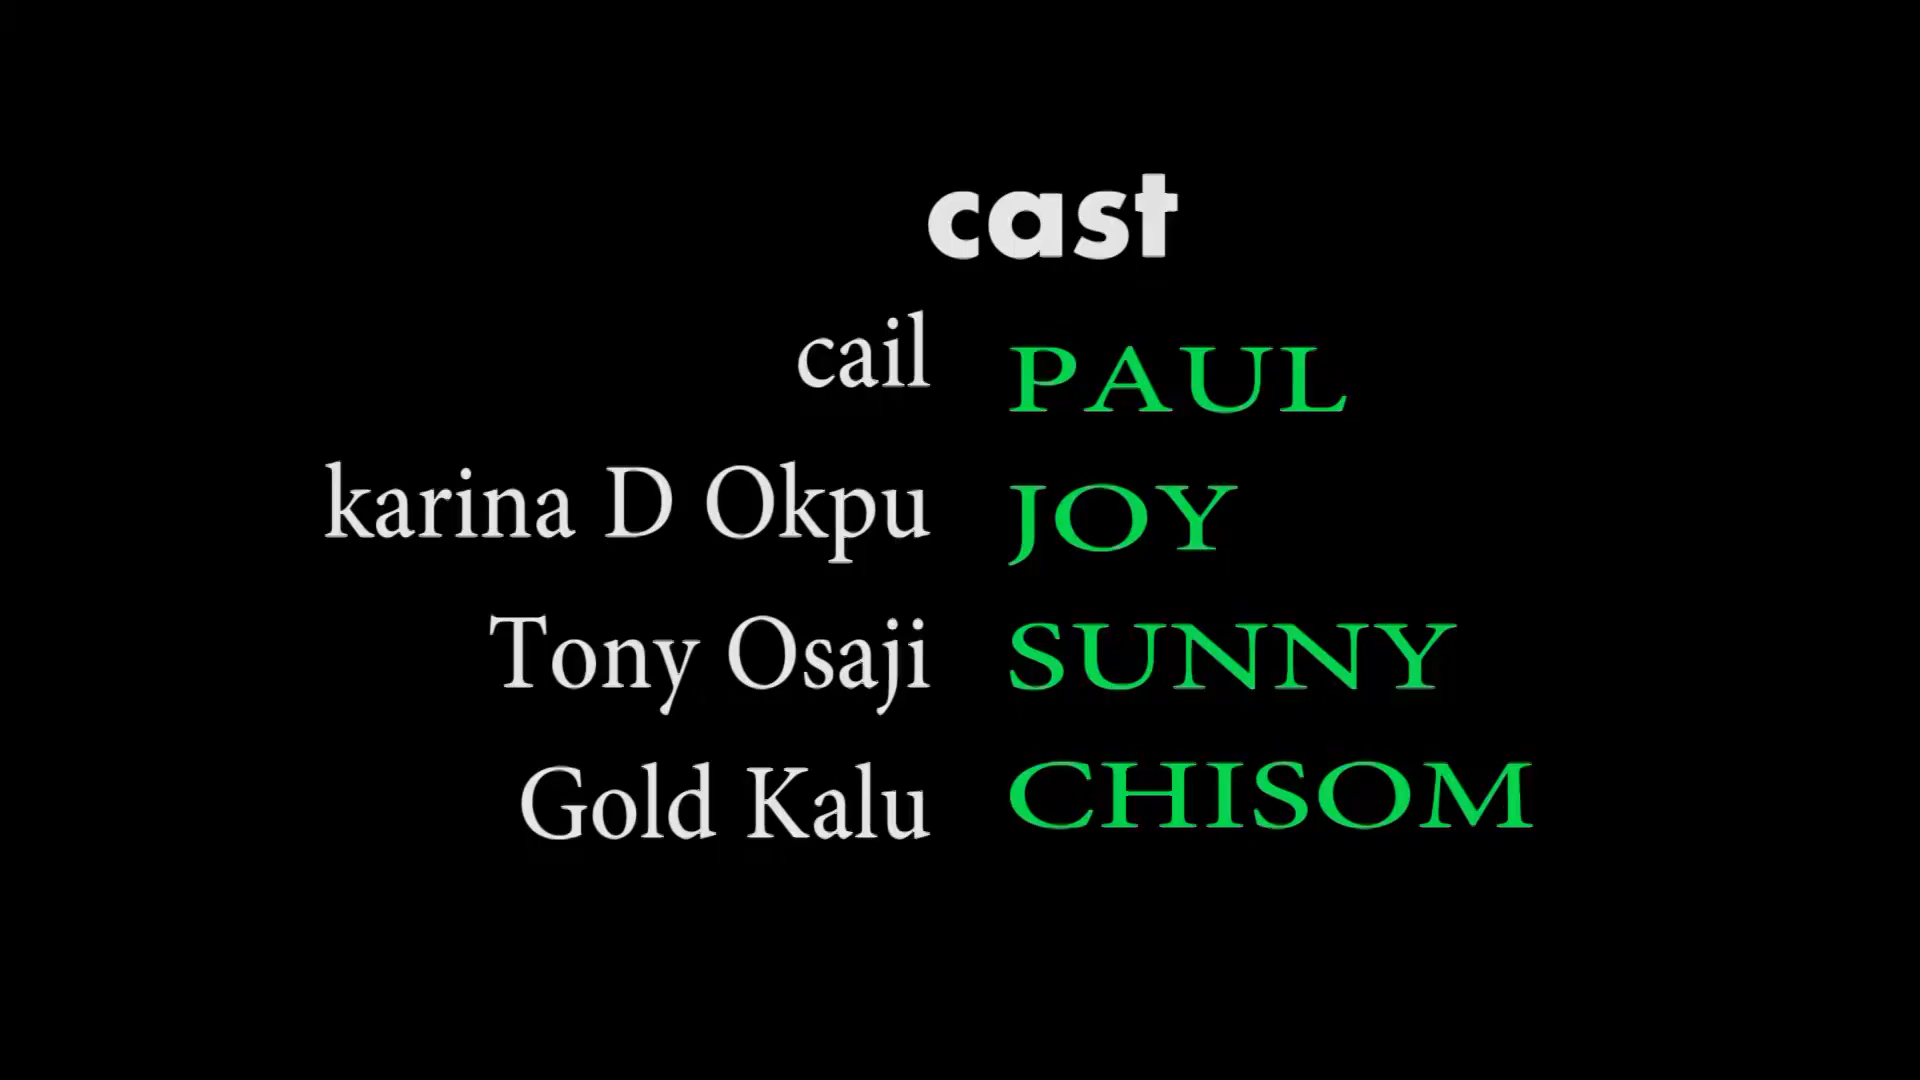 cast
cail PAUL
karina D Okpu JOY
Tony Osaji SUNNY
Gold Kalu CHISOM